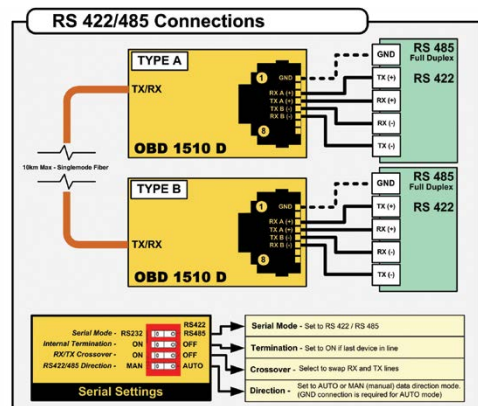 RS 422/485 Connections
TYPE A
TX/RX
1
GND
RX A (+)
TX A (+)
TX B (-)
RX B (-)
8
OBD 1510 D
GND
TX (+)
RX (+)
RX (-)
TX (-)
RS 485
Full Duplex
RS 422
10km Max - Singlemode Fiber
TYPE B
TX/RX
1
GND
RX A (+)
TX A (+)
TX B (-)
RX B (-)
8
OBD 1510 D
GND
TX (+)
RX (+)
RX (-)
TX (-)
RS 485
Full Duplex
RS 422
Serial Mode - RS232 RS422 RS485
Internal Termination - ON OFF
RX/TX Crossover - ON OFF
RS422/485 Direction - MAN AUTO
Serial Settings
Serial Mode - Set to RS 422 / RS 485
Termination - Set to ON if last device in line
Crossover - Select to swap RX and TX lines
Direction - Set to AUTO or MAN (manual) data direction mode.
(GND connection is required for AUTO mode)